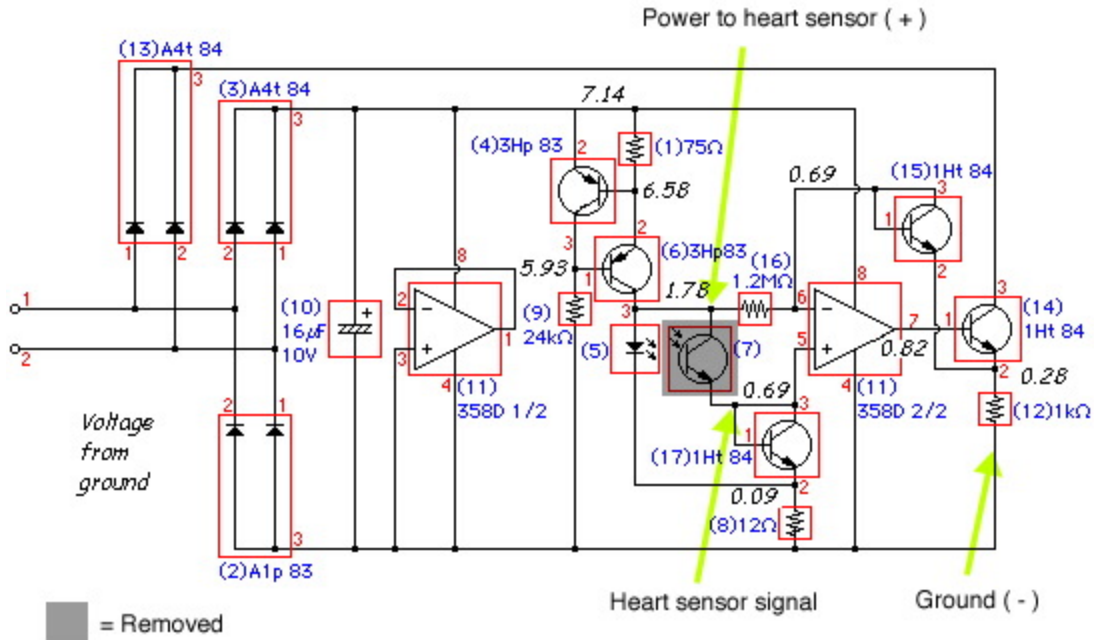 Power to heart sensor ( + )
(13)A4t 84
3
(3)A4t 84
3
7.14
(4)3Hp 83
2
(1)75Ω
(15)1Ht 84
3
0.69
6.58
1
1
2
2
1
3
2
2
8
5.93
1
(6)3Hp83
(16)
1.2MΩ
8
3
1
1.78
3
(10)
16µF
10V
+
2
−
(9)
24kΩ
6
−
(14)
1Ht 84
7
1
2
3
+
1
(5)
(7)
5
+
0.82
2
0.28
4
(11)
358D 1/2
0.69
3
4
(11)
358D 2/2
(12)1kΩ
2
1
Voltage
from
ground
1
(17)1Ht 84
2
0.09
(8)12Ω
3
(2)A1p 83
Heart sensor signal
Ground ( - )
= Removed